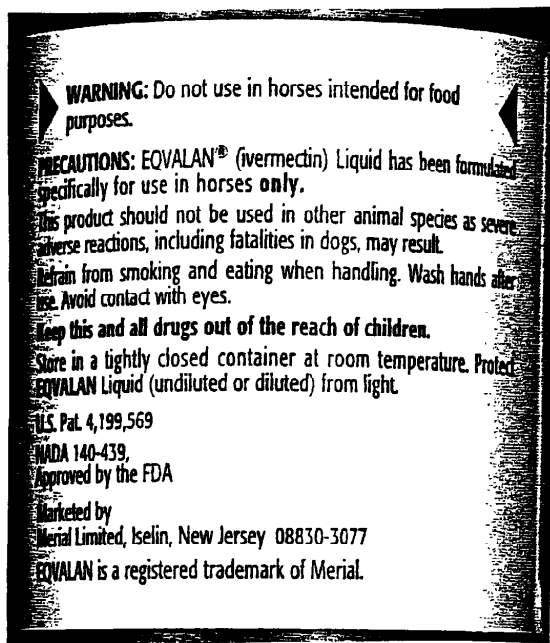 WARNING: Do not use in horses intended for food
purposes.
PRECAUTIONS: EQVALAN® (ivermectin) Liquid has been formulated
specifically for use in horses only.
This product should not be used in other animal species as severe
adverse reactions, including fatalities in dogs, may result.
Refrain from smoking and eating when handling. Wash hands after
use. Avoid contact with eyes.
Keep this and all drugs out of the reach of children.
Store in a tightly closed container at room temperature. Protect
EQVALAN Liquid (undiluted or diluted) from light.
U.S. Pat. 4,199,569
NADA 140-439,
Approved by the FDA
Marketed by
Merial Limited, Iselin, New Jersey 08830-3077
EQVALAN is a registered trademark of Merial.